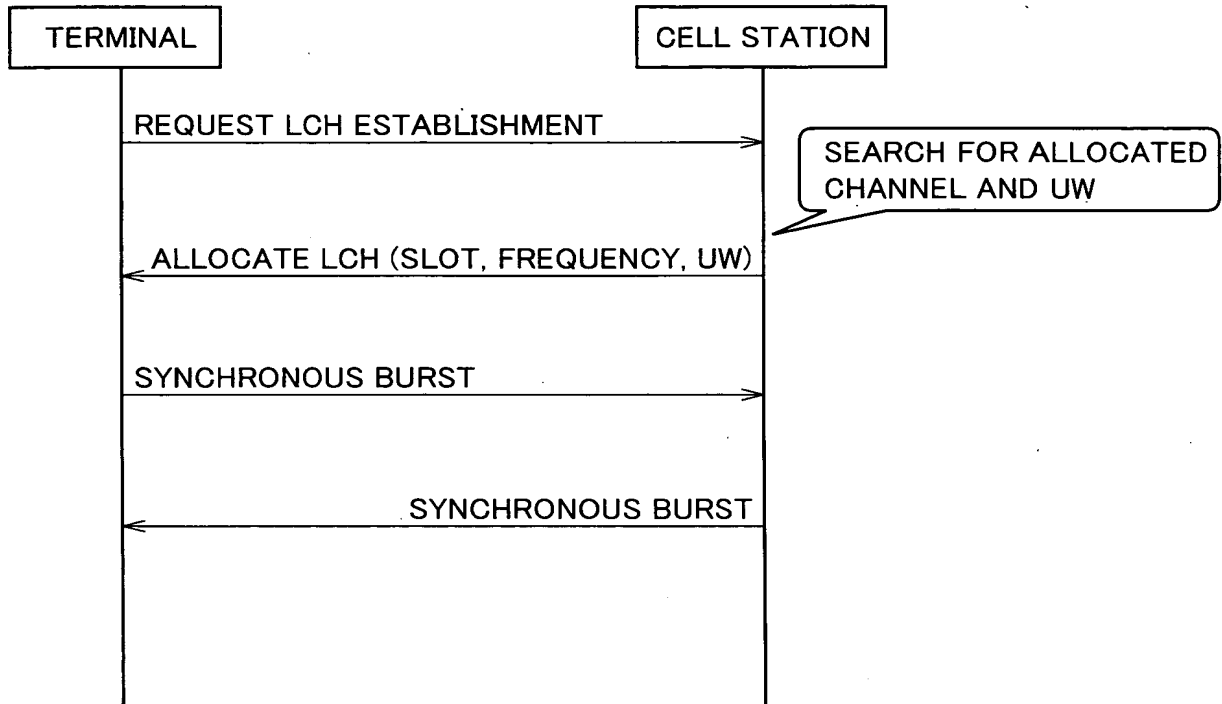 TERMINAL
CELL STATION
REQUEST LCH ESTABLISHMENT
SEARCH FOR ALLOCATED
CHANNEL AND UW
ALLOCATE LCH (SLOT, FREQUENCY, UW)
SYNCHRONOUS BURST
SYNCHRONOUS BURST